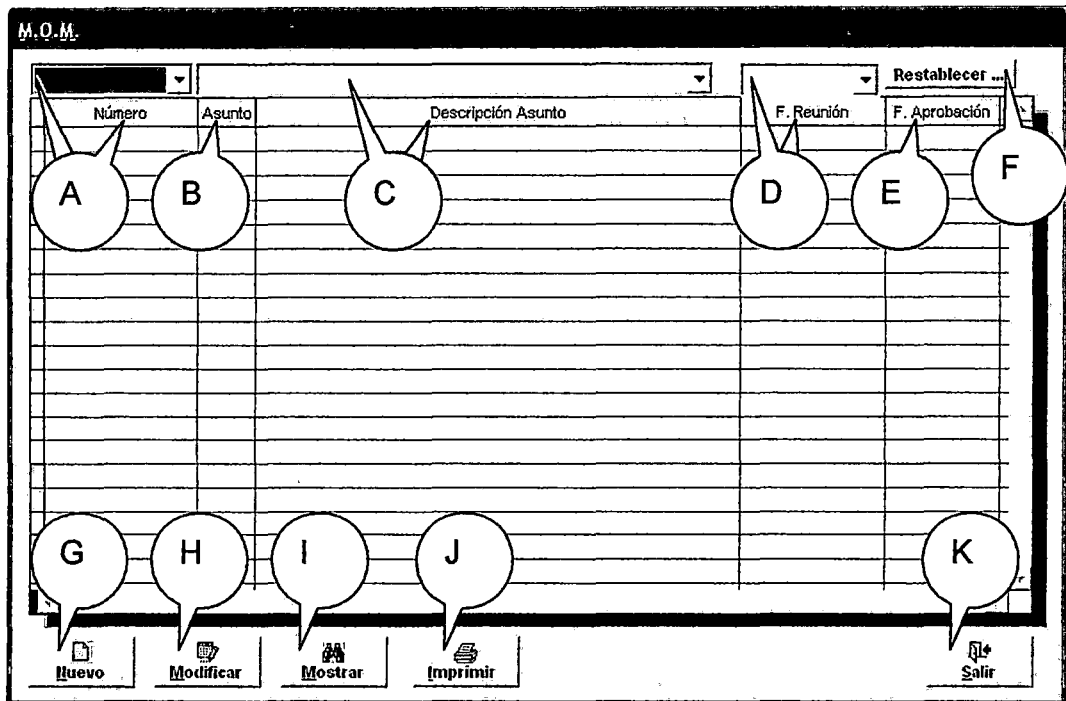 M.O.M.
Restablecer ...
Número Asunto Descripción Asunto F. Reunión F. Aprobación
A B C D E F
G H I J K
Nuevo Modificar Mostrar Imprimir Salir